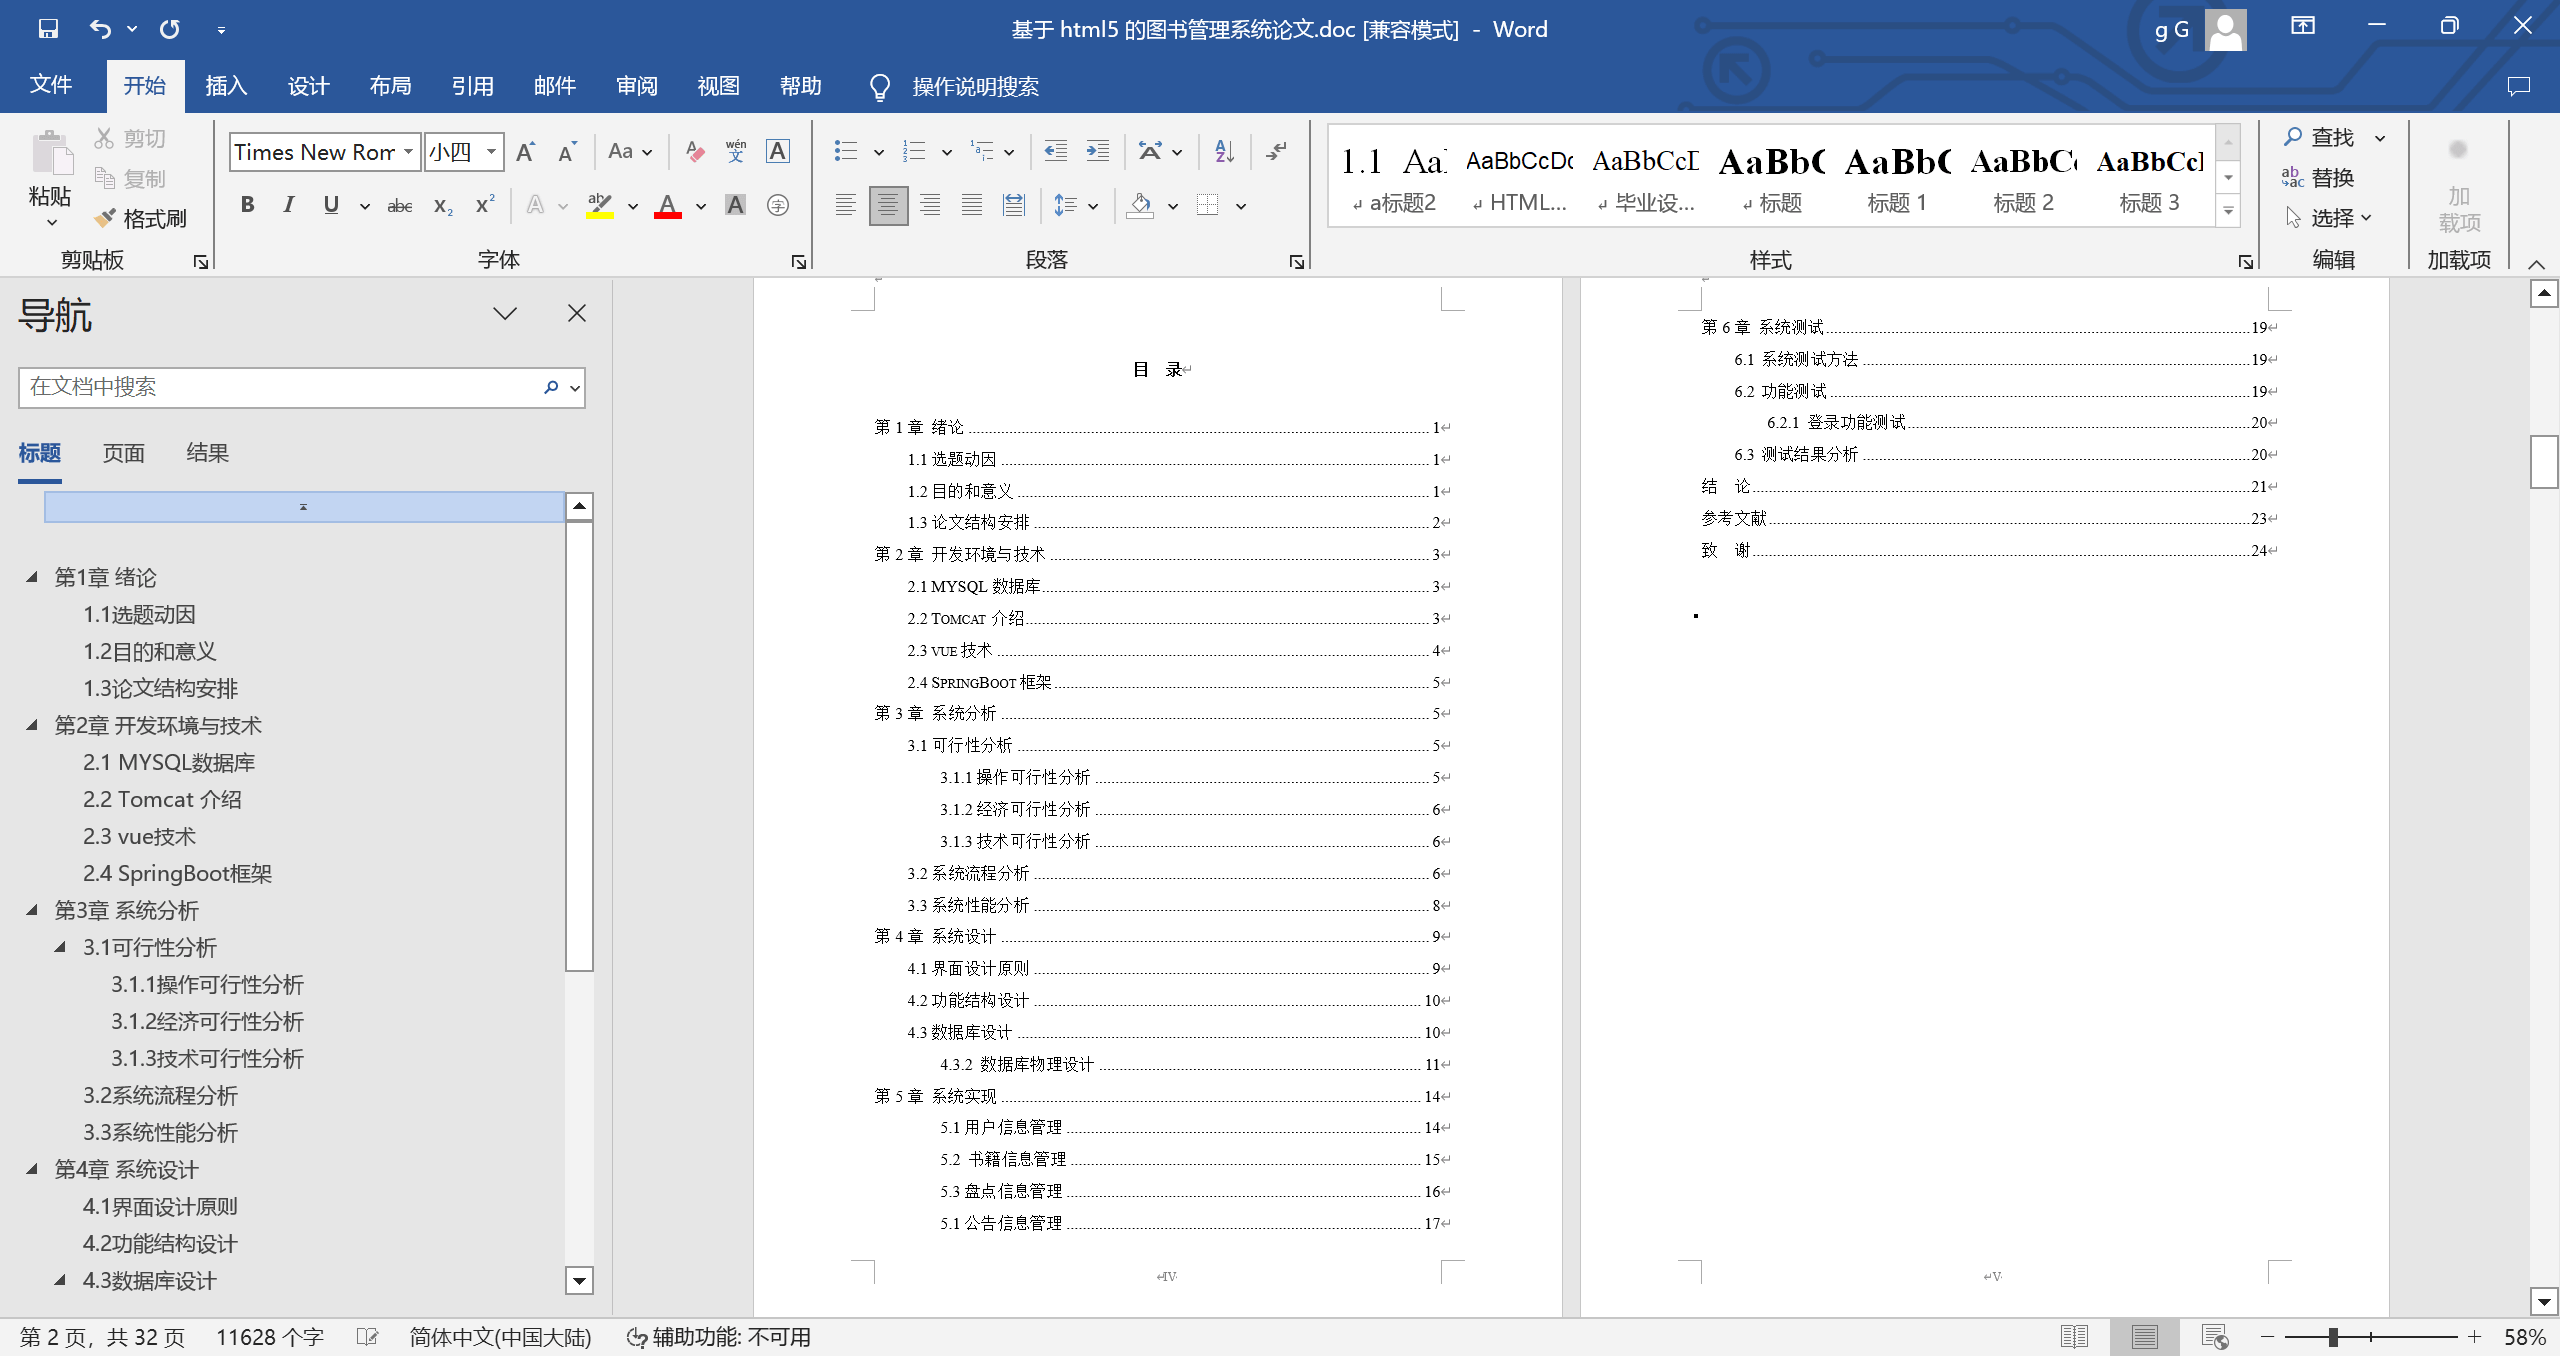 基于 html5 的图书管理系统论文.doc [兼容模式] - Word
g G
文件 开始 插入 设计 布局 引用 邮件 审阅 视图 帮助 操作说明搜索
粘贴
剪切
复制
格式刷
剪贴板
Times New Ror 小四
字体
段落
1.1 AaBbCcDc AaBbCcD AaBbC AaBbC AaBbC AaBbCcI
a标题2 HTML... 毕业设... 标题 标题 1 标题 2 标题 3
样式
查找
替换
选择
编辑
加载项
加载项
导航
在文档中搜索
标题 页面 结果
第1章 绪论
1.1选题动因
1.2目的和意义
1.3论文结构安排
第2章 开发环境与技术
2.1 MYSQL数据库
2.2 Tomcat 介绍
2.3 vue技术
2.4 SpringBoot框架
第3章 系统分析
3.1可行性分析
3.1.1操作可行性分析
3.1.2经济可行性分析
3.1.3技术可行性分析
3.2系统流程分析
3.3系统性能分析
第4章 系统设计
4.1界面设计原则
4.2功能结构设计
4.3数据库设计
目 录
第 1 章 绪论 1
1.1 选题动因 1
1.2 目的和意义 1
1.3 论文结构安排 2
第 2 章 开发环境与技术 3
2.1 MYSQL 数据库 3
2.2 TOMCAT 介绍 3
2.3 VUE 技术 4
2.4 SPRINGBOOT 框架 5
第 3 章 系统分析 5
3.1 可行性分析 5
3.1.1 操作可行性分析 5
3.1.2 经济可行性分析 6
3.1.3 技术可行性分析 6
3.2 系统流程分析 6
3.3 系统性能分析 8
第 4 章 系统设计 9
4.1 界面设计原则 9
4.2 功能结构设计 10
4.3 数据库设计 10
4.3.2 数据库物理设计 11
第 5 章 系统实现 14
5.1 用户信息管理 14
5.2 书籍信息管理 15
5.3 盘点信息管理 16
5.1 公告信息管理 17
IV
第 6 章 系统测试 19
6.1 系统测试方法 19
6.2 功能测试 19
6.2.1 登录功能测试 20
6.3 测试结果分析 20
结 论 21
参考文献 23
致 谢 24
V
第 2 页，共 32 页 11628 个字 简体中文(中国大陆) 辅助功能: 不可用 58%